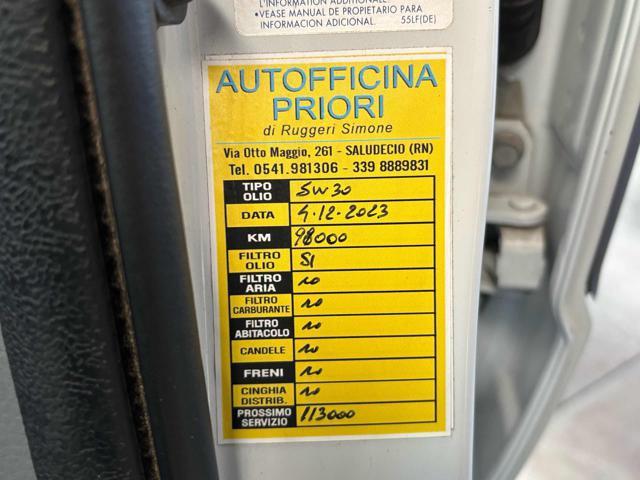 L'INFORMATION ADDITIONALE.
•VEASE MANUAL DE PROPIETARIO PARA
INFORMACION ADICIONAL. 55LF(DE)
AUTOFFICINA
PRIORI
di Ruggeri Simone
Via Otto Maggio, 261 - SALUDECIO (RN)
Tel. 0541.981306 - 339 8889831
TIPO OLIO 5W30
DATA 4.12.2023
KM 98000
FILTRO OLIO SI
FILTRO ARIA no
FILTRO CARBURANTE no
FILTRO ABITACOLO no
CANDELE no
FRENI no
CINGHIA DISTRIB. no
PROSSIMO SERVIZIO 113000